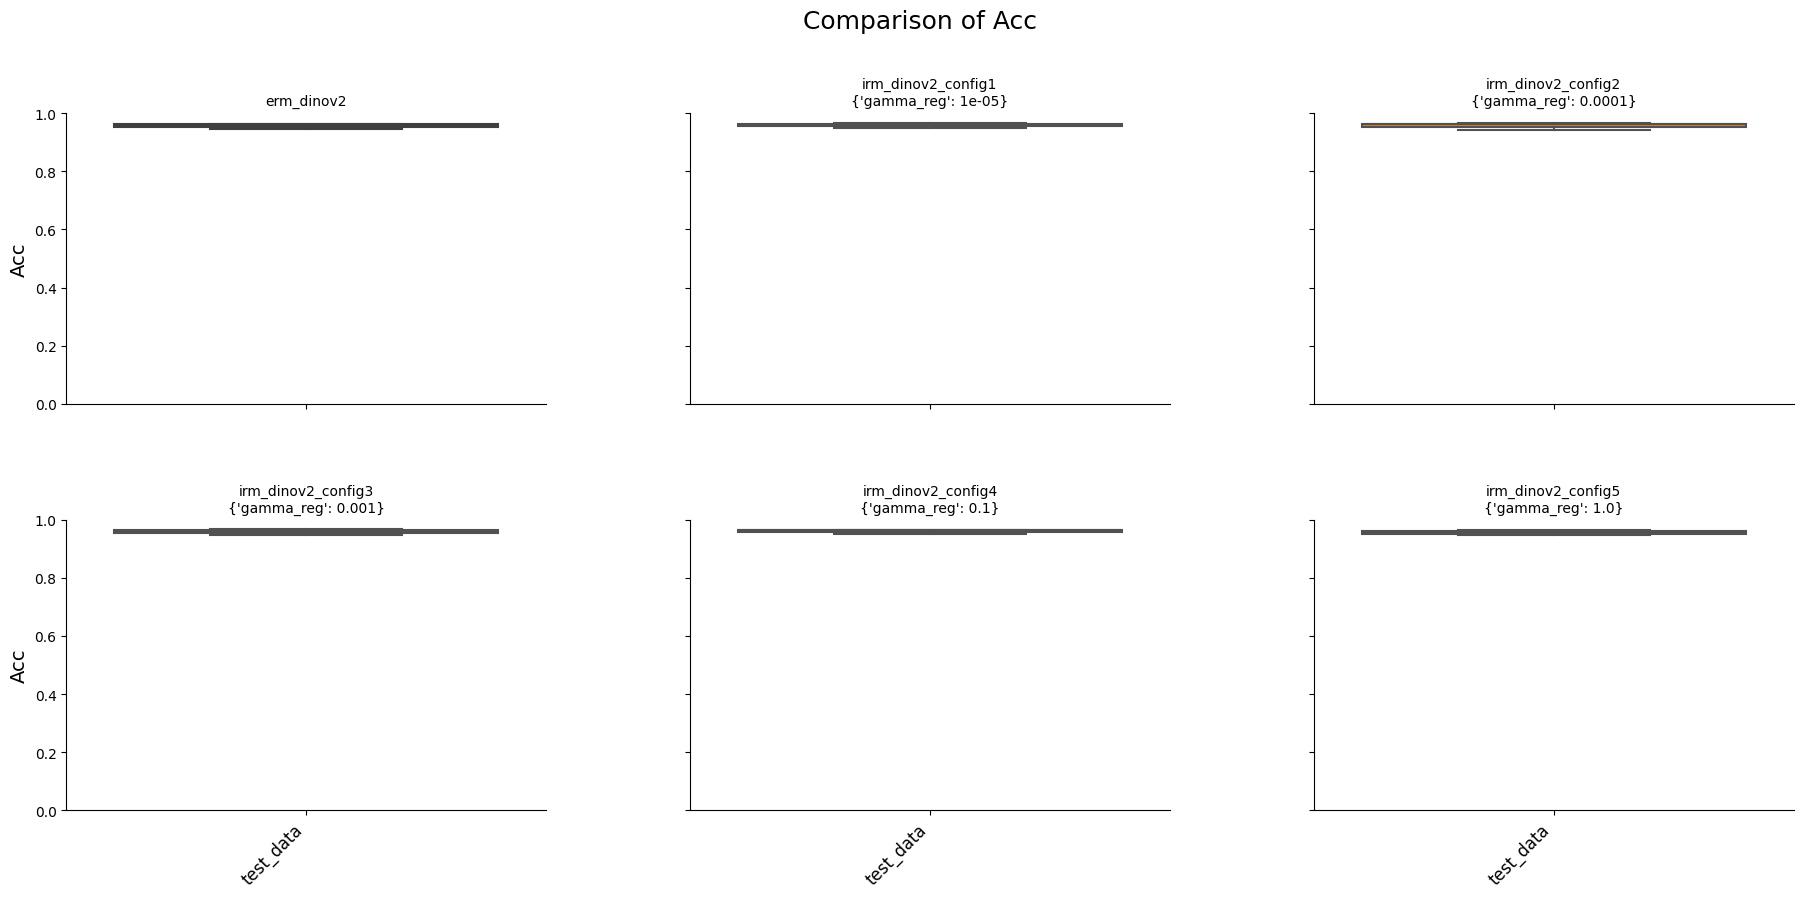 Comparison of Acc
erm_dinov2
irm_dinov2_config1
{'gamma_reg': 1e-05}
irm_dinov2_config2
{'gamma_reg': 0.0001}
1.0
0.8
0.6
0.4
0.2
0.0
Acc
irm_dinov2_config3
{'gamma_reg': 0.001}
irm_dinov2_config4
{'gamma_reg': 0.1}
irm_dinov2_config5
{'gamma_reg': 1.0}
1.0
0.8
0.6
0.4
0.2
0.0
Acc
test_data
test_data
test_data